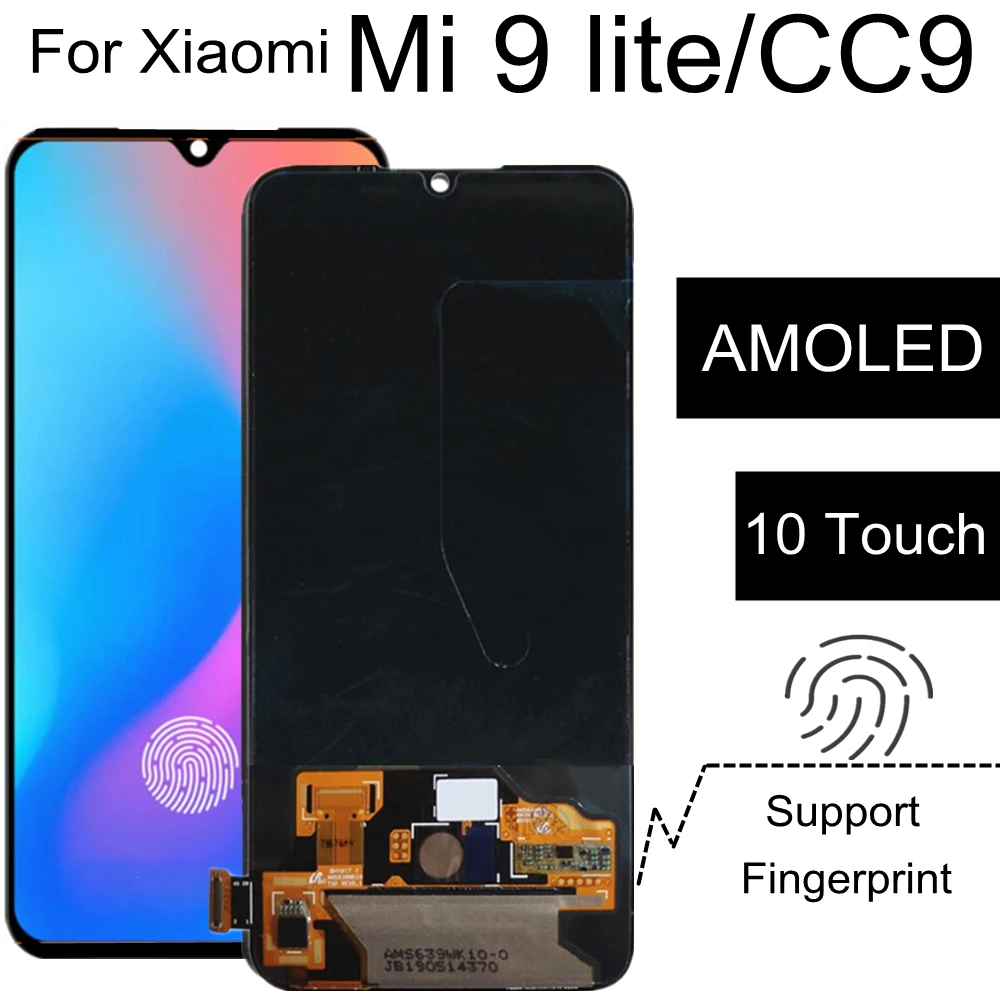 For Xiaomi Mi 9 lite/CC9
AMOLED
10 Touch
Support
Fingerprint
AMS639WK10-0
JB190514370